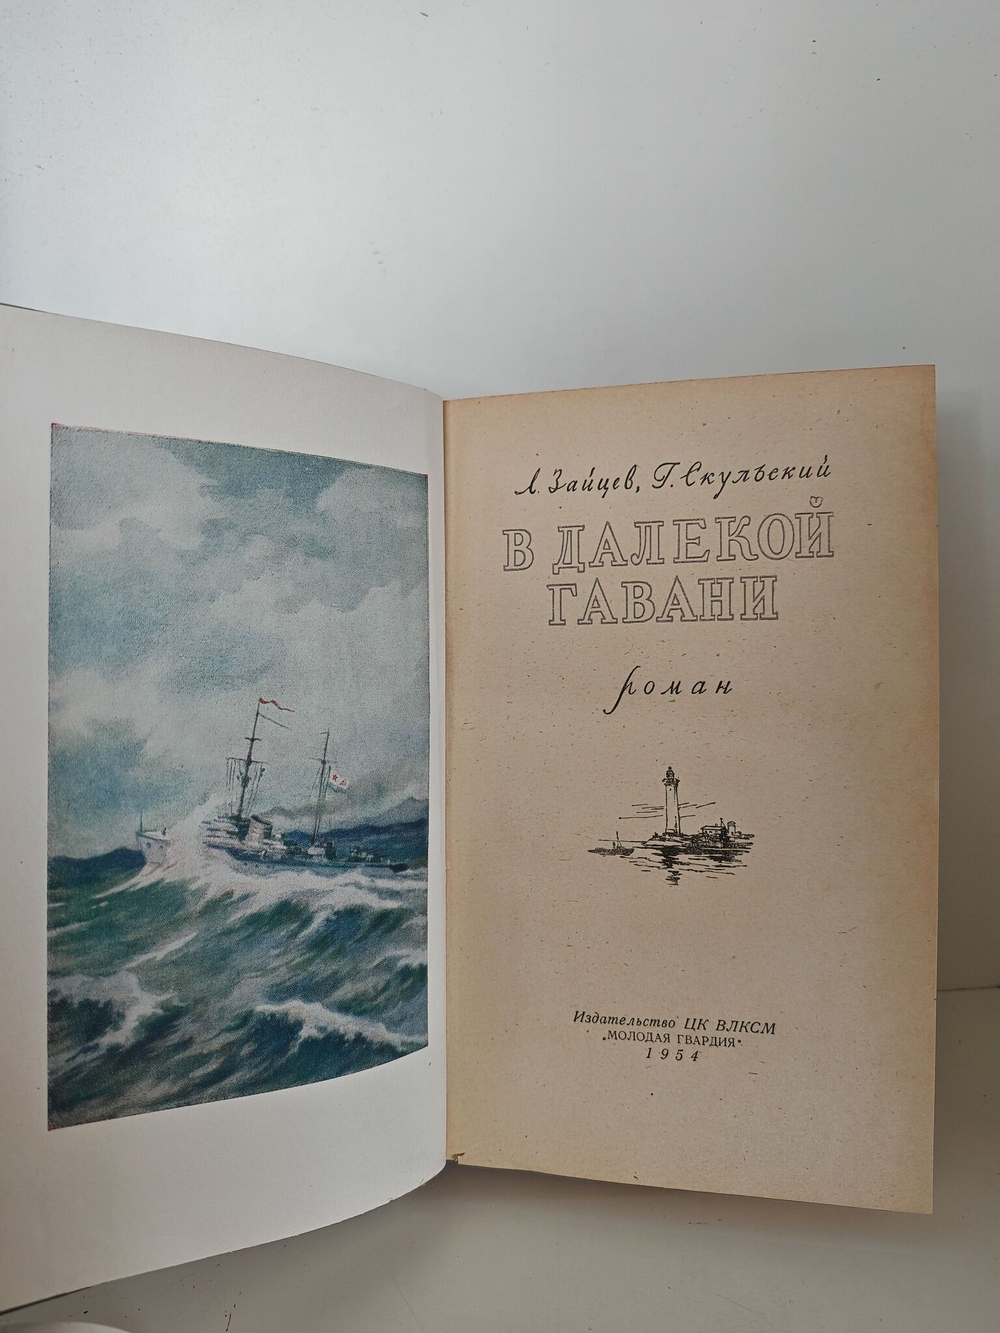 А. Зайцев, Г. Скульский
В ДАЛЕКОЙ
ГАВАНИ
роман
Издательство ЦК ВЛКСМ
„МОЛОДАЯ ГВАРДИЯ“
1954